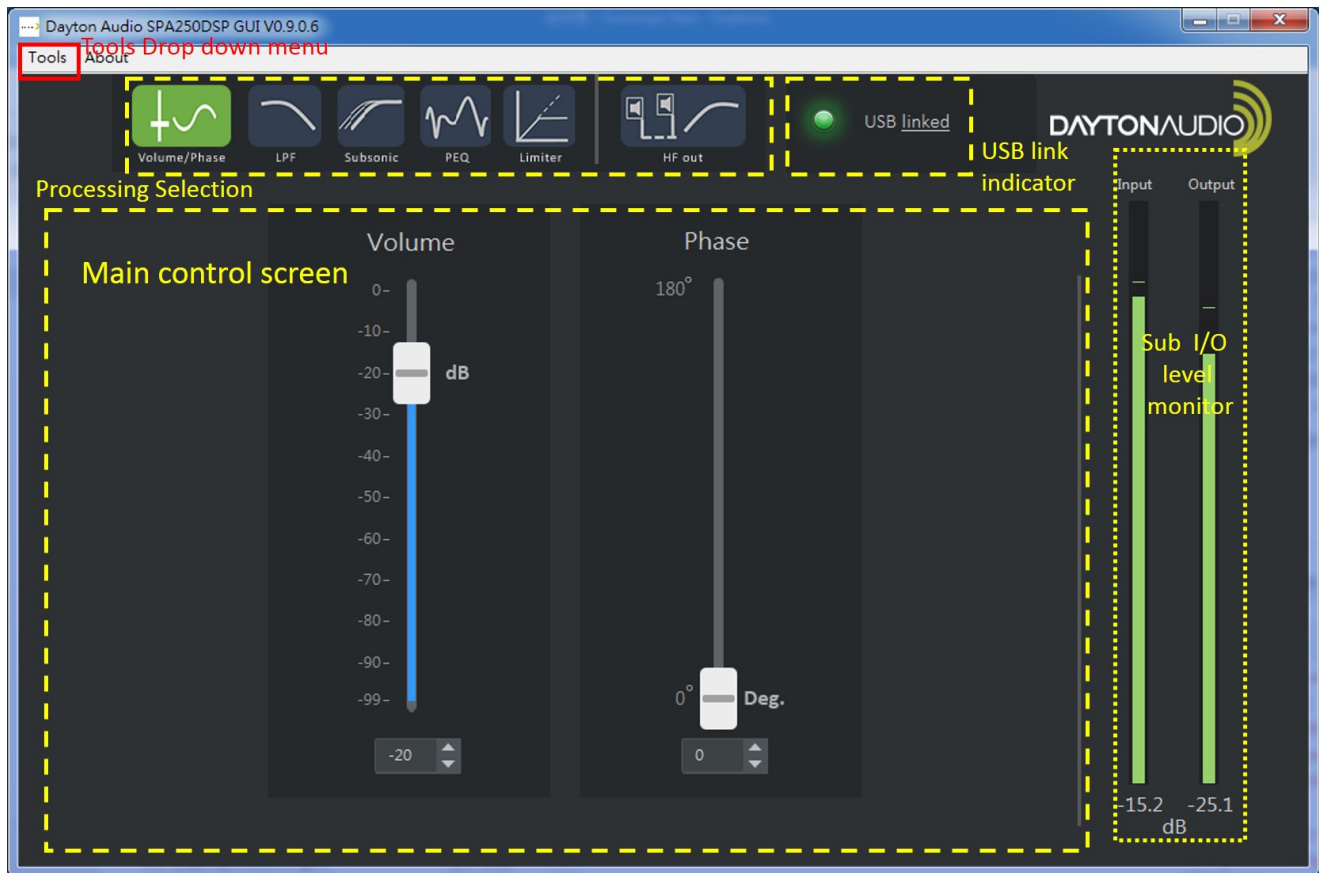 Dayton Audio SPA250DSP GUI V0.9.0.6
Tools Drop down menu
Tools About
Volume/Phase LPF Subsonic PEQ Limiter HF out
USB linked
DAYTONAUDIO
USB link
indicator
Processing Selection
Input Output
Main control screen
Volume
0-
-10-
-20- dB
-30-
-40-
-50-
-60-
-70-
-80-
-90-
-99-
-20
Phase
180°
0° Deg.
0
Sub I/O
level
monitor
-15.2 -25.1
dB